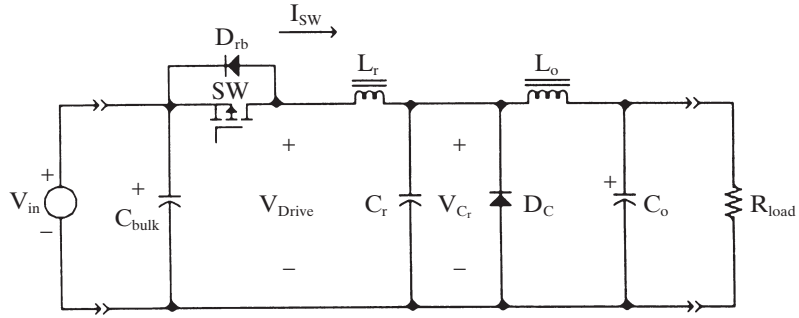 I_SW
D_rb
SW
L_r
L_o
+
V_in
−
+
C_bulk
+
V_Drive
−
C_r
+
V_Cr
−
D_C
+
C_o
R_load